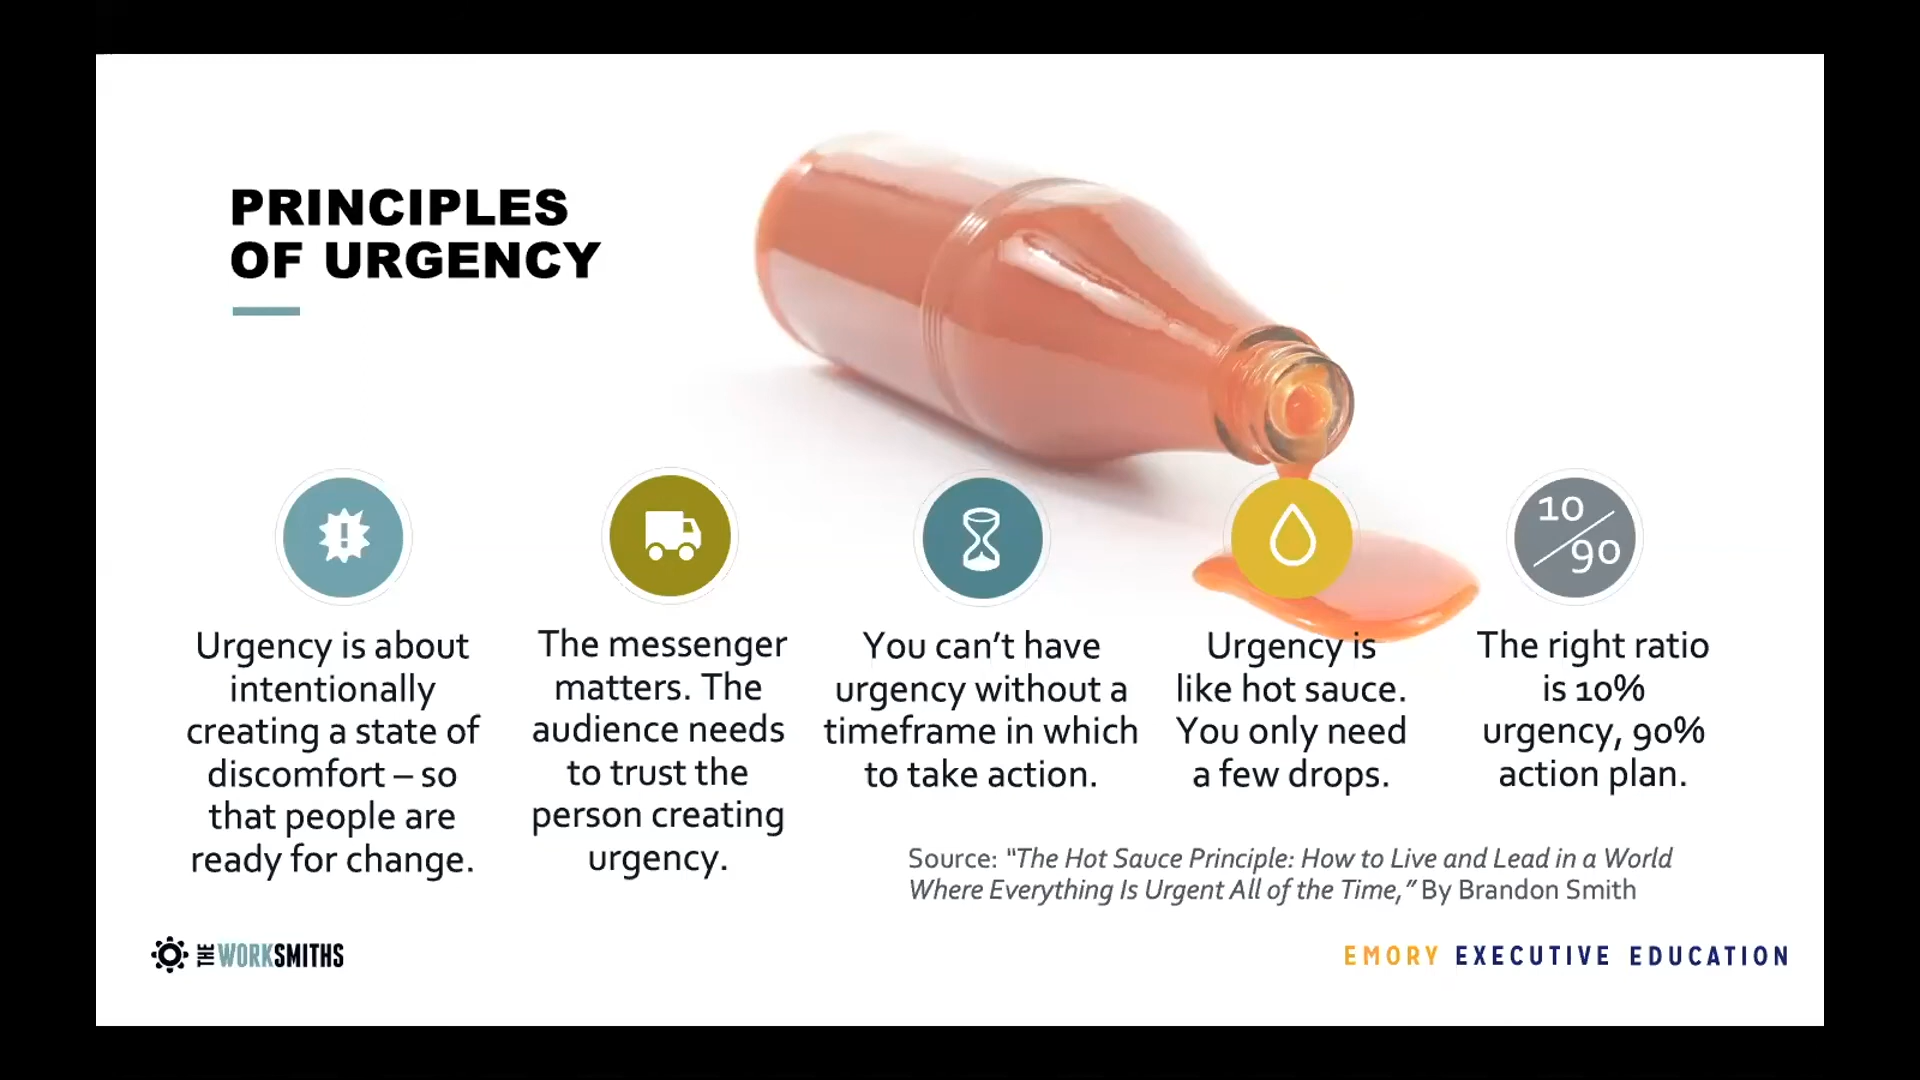 PRINCIPLES
OF URGENCY
Urgency is about
intentionally
creating a state of
discomfort – so
that people are
ready for change.
The messenger
matters. The
audience needs
to trust the
person creating
urgency.
You can’t have
urgency without a
timeframe in which
to take action.
Urgency is
like hot sauce.
You only need
a few drops.
10
90
The right ratio
is 10%
urgency, 90%
action plan.
Source: “The Hot Sauce Principle: How to Live and Lead in a World
Where Everything Is Urgent All of the Time,” By Brandon Smith
THE WORKSMITHS
EMORY EXECUTIVE EDUCATION